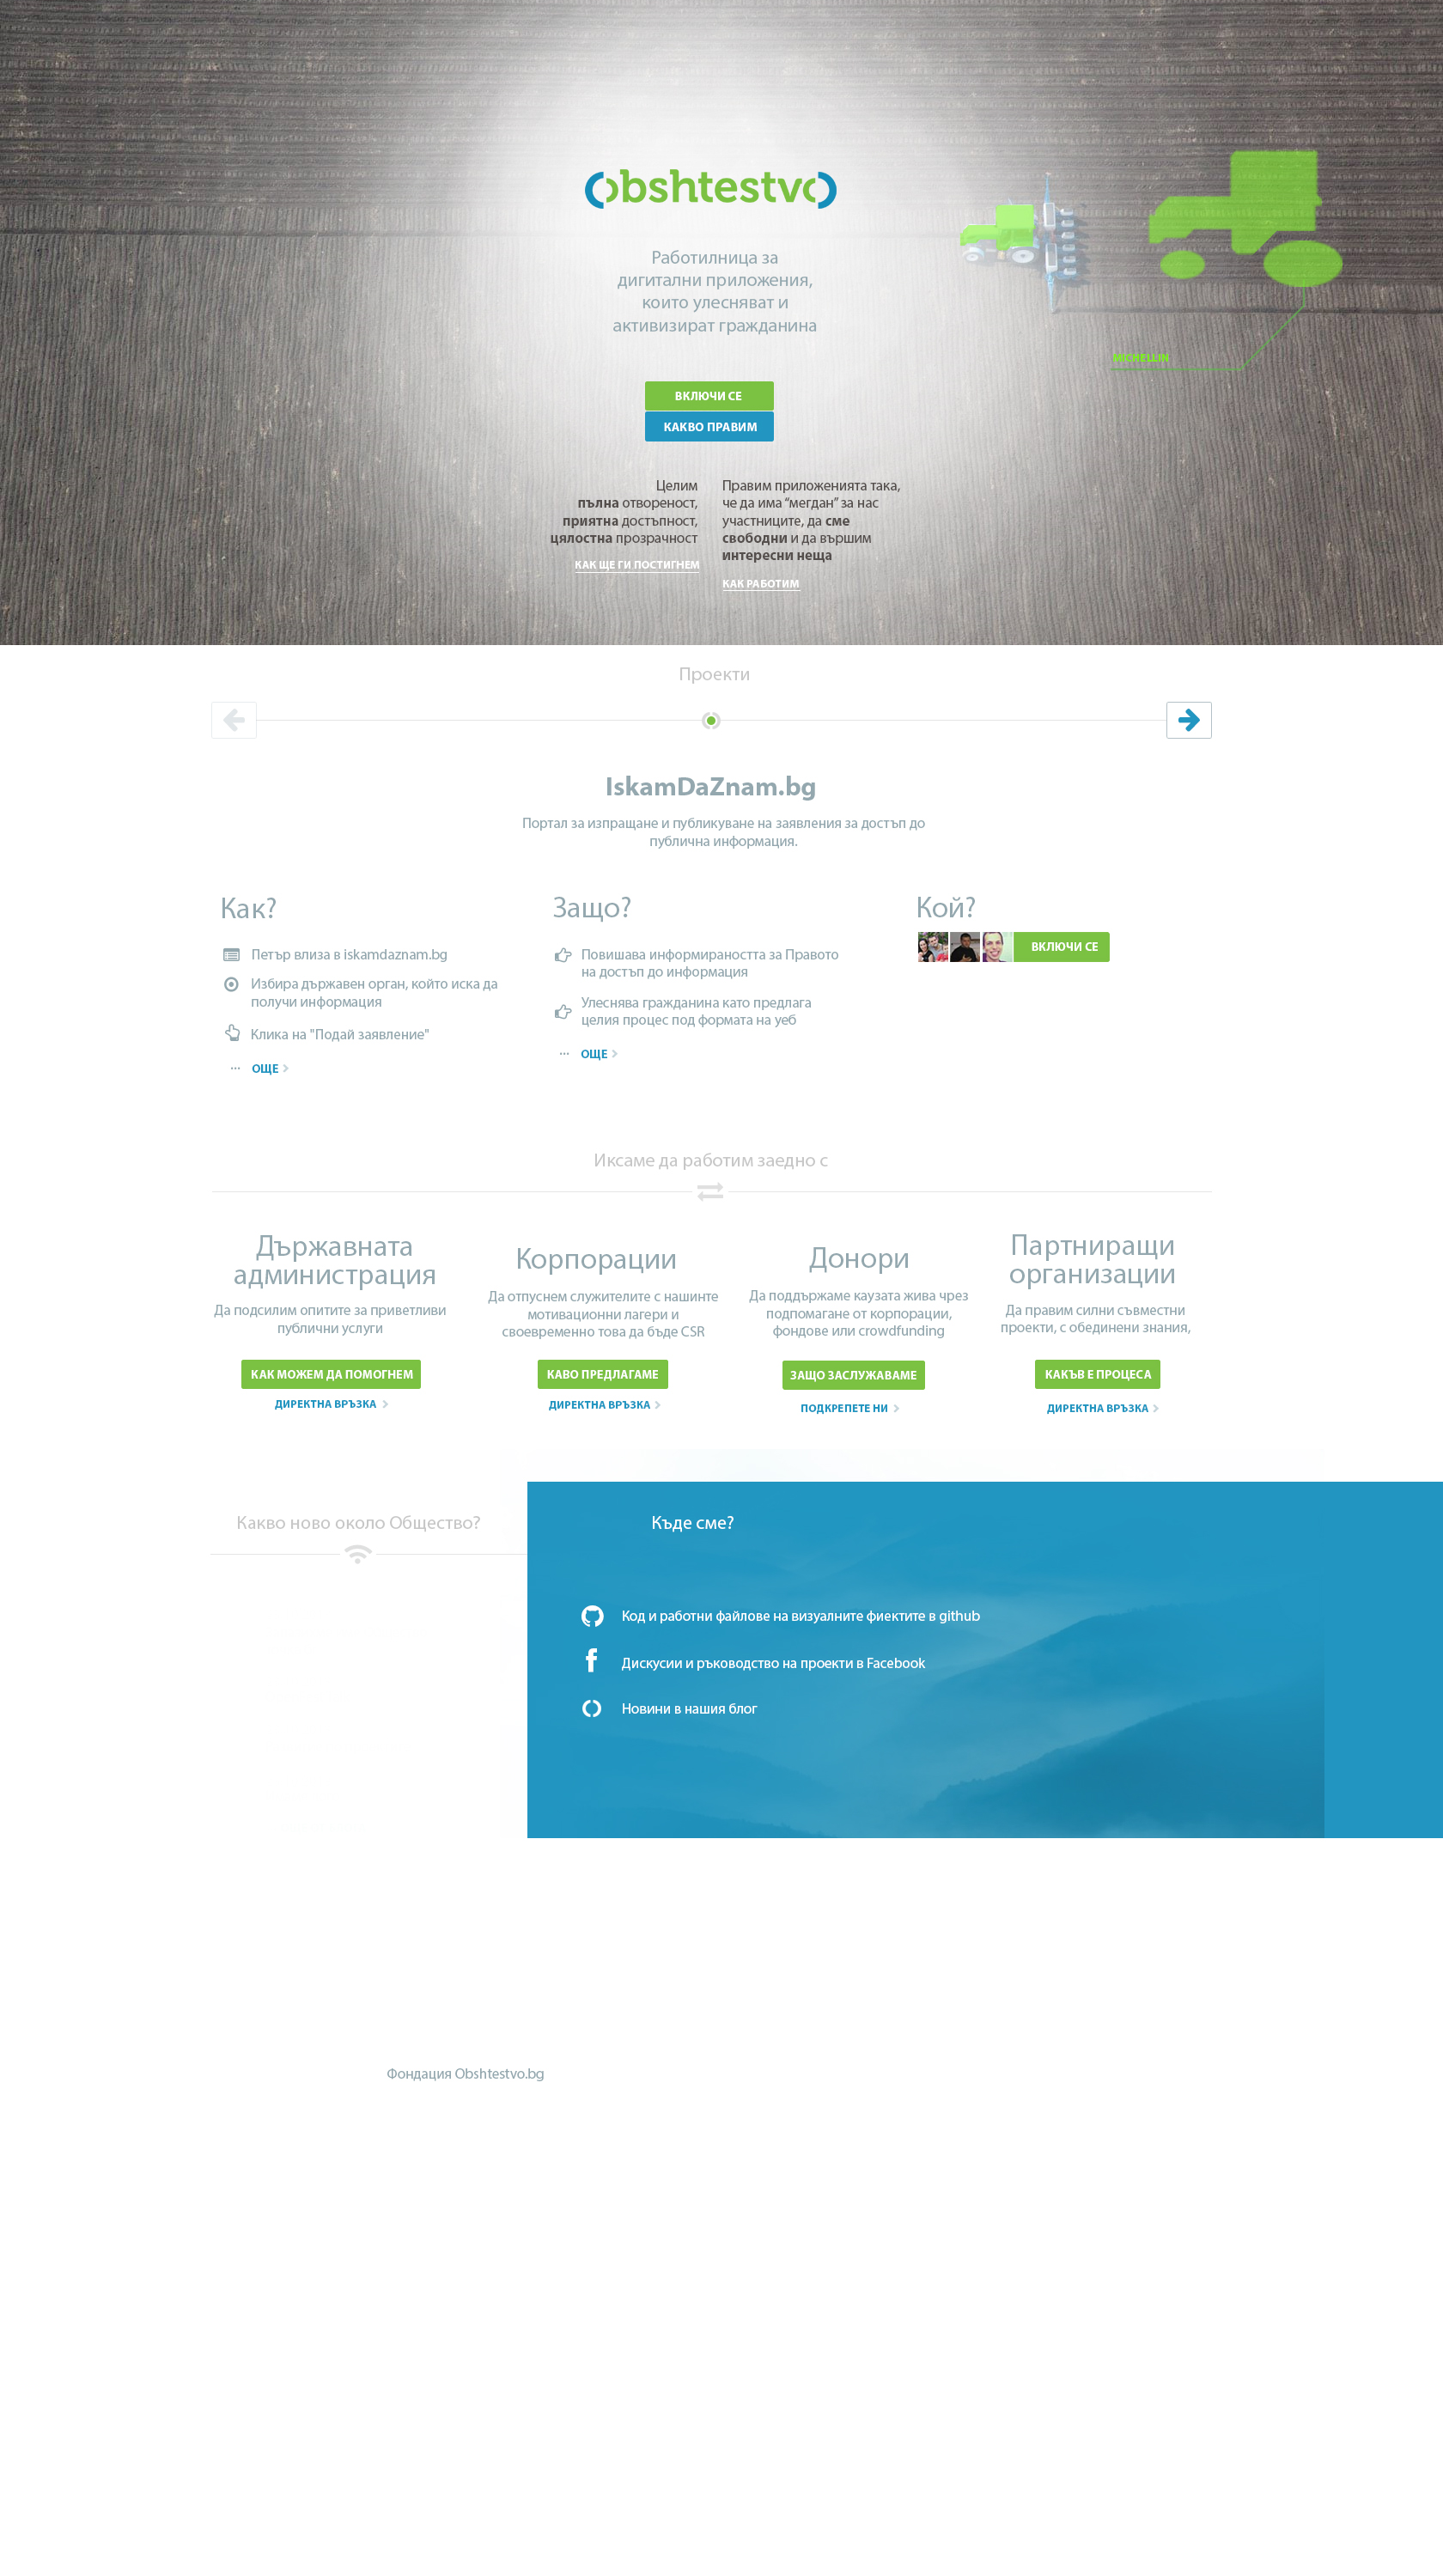 obshtestvo
Работилница за
дигитални приложения,
които улесняват и
активизират гражданина
MICHELLIN
ВКЛЮЧИ СЕ
КАКВО ПРАВИМ
Целим
пълна отвореност,
приятна достъпност,
цялостна прозрачност
КАК ЩЕ ГИ ПОСТИГНЕМ
Правим приложенията така,
че да има “мегдан” за нас
участниците, да сме
свободни и да вършим
интересни неща
КАК РАБОТИМ
Проекти
IskamDaZnam.bg
Портал за изпращане и публикуване на заявления за достъп до
публична информация.
Как?
Петър влиза в iskamdaznam.bg
Избира държавен орган, който иска да
получи информация
Клика на "Подай заявление"
... ОЩЕ
Защо?
Повишава информираността за Правото
на достъп до информация
Улеснява гражданина като предлага
целия процес под формата на уеб
... ОЩЕ
Кой?
ВКЛЮЧИ СЕ
Иксаме да работим заедно с
Държавната
администрация
Да подсилим опитите за приветливи
публични услуги
КАК МОЖЕМ ДА ПОМОГНЕМ
ДИРЕКТНА ВРЪЗКА
Корпорации
Да отпуснем служителите с нашинте
мотивационни лагери и
своевременно това да бъде CSR
КАВО ПРЕДЛАГАМЕ
ДИРЕКТНА ВРЪЗКА
Донори
Да поддържаме каузата жива чрез
подпомагане от корпорации,
фондове или crowdfunding
ЗАЩО ЗАСЛУЖАВАМЕ
ПОДКРЕПЕТЕ НИ
Партниращи
организации
Да правим силни съвместни
проекти, с обединени знания,
КАКЪВ Е ПРОЦЕСА
ДИРЕКТНА ВРЪЗКА
Какво ново около Общество?
Къде сме?
Код и работни файлове на визуалните фиектите в github
Дискусии и ръководство на проекти в Facebook
Новини в нашия блог
Фондация Obshtestvo.bg